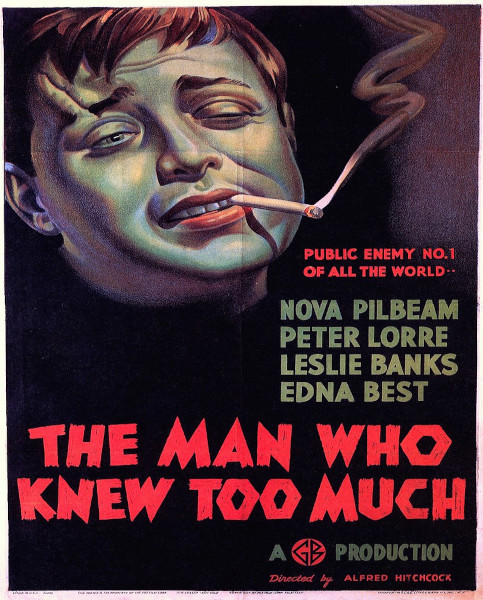 PUBLIC ENEMY NO.1
OF ALL THE WORLD··
NOVA PILBEAM
PETER LORRE
LESLIE BANKS
EDNA BEST
THE MAN WHO
KNEW TOO MUCH
A GB PRODUCTION
Directed by ALFRED HITCHCOCK